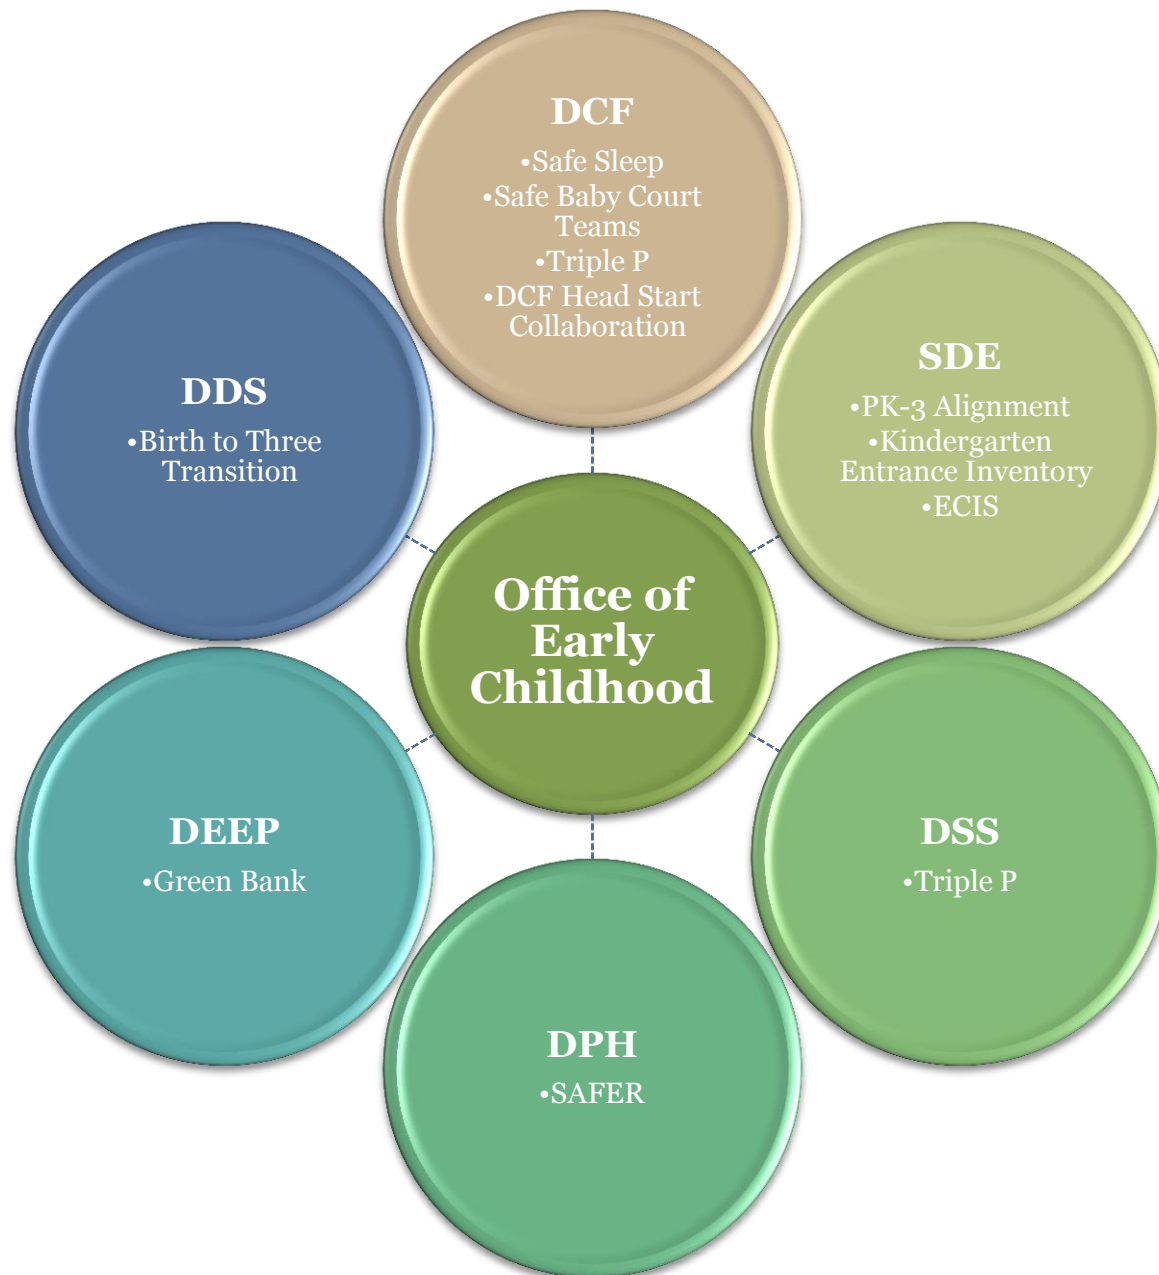 DCF
•Safe Sleep
•Safe Baby Court
Teams
•Triple P
•DCF Head Start
Collaboration
SDE
•PK-3 Alignment
•Kindergarten
Entrance Inventory
•ECIS
DSS
•Triple P
DPH
•SAFER
DEEP
•Green Bank
DDS
•Birth to Three
Transition
Office of
Early
Childhood